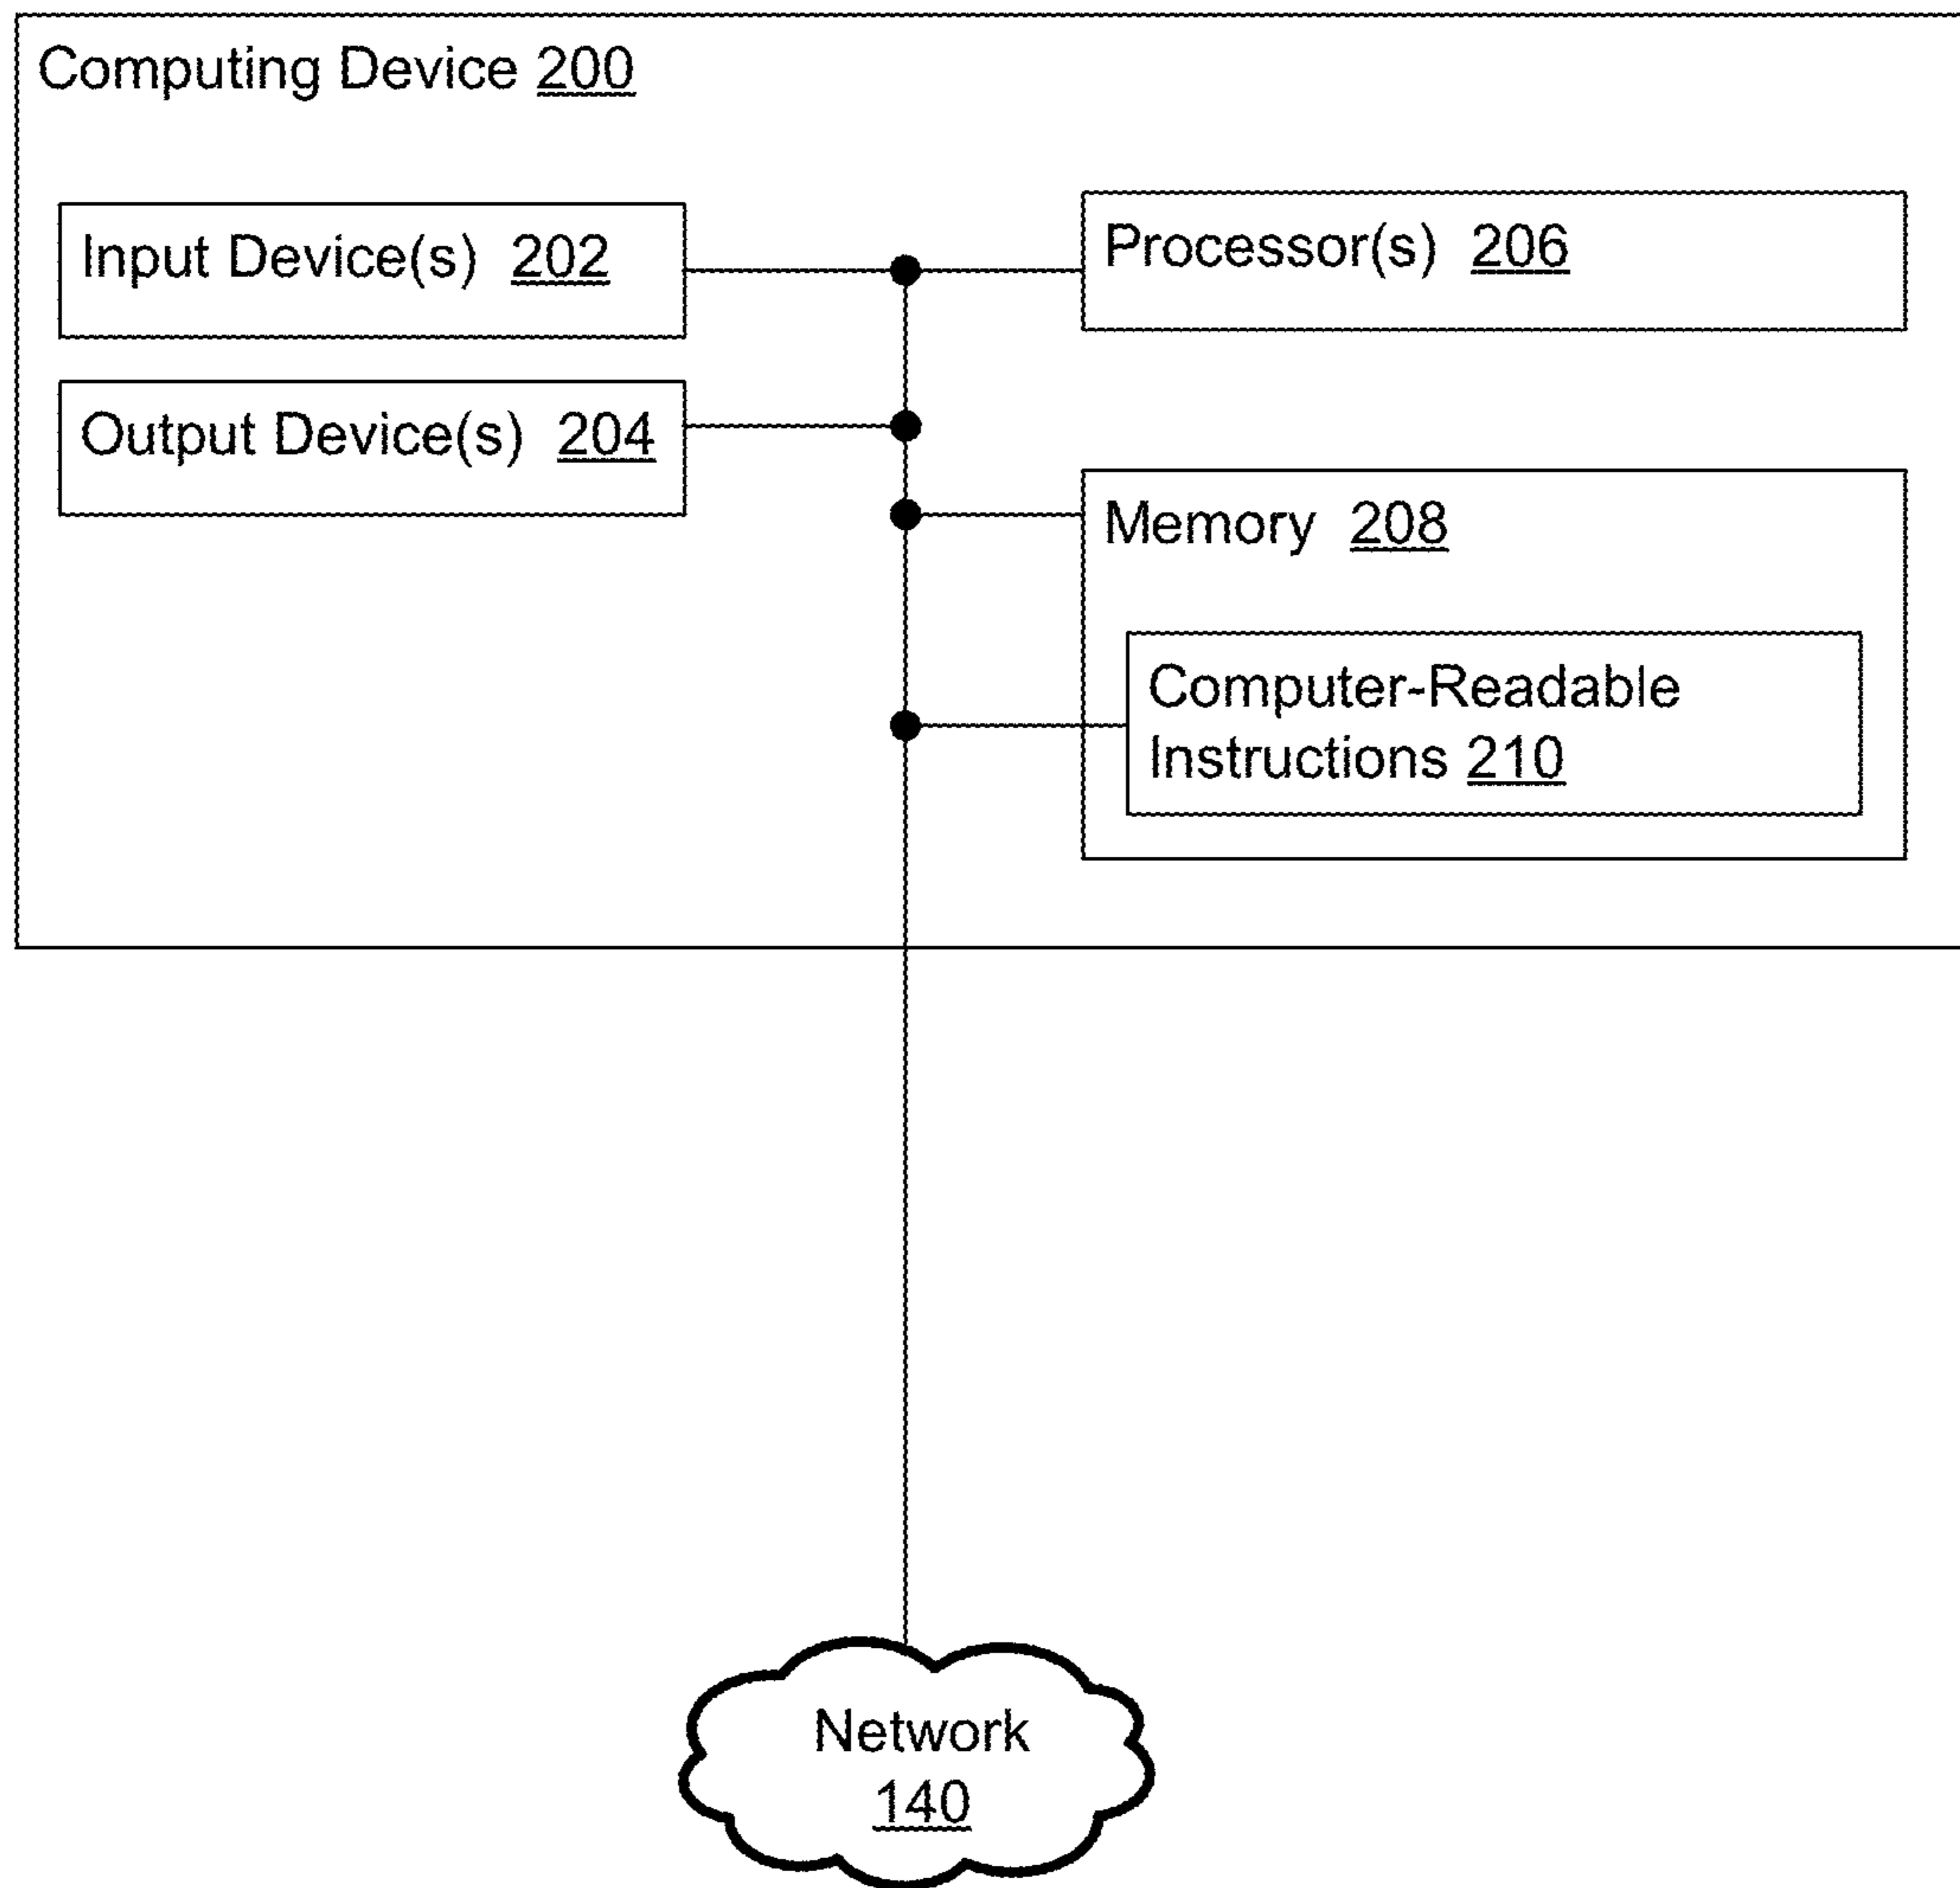 Computing Device 200
Input Device(s) 202
Processor(s) 206
Output Device(s) 204
Memory 208
Computer-Readable
Instructions 210
Network
140